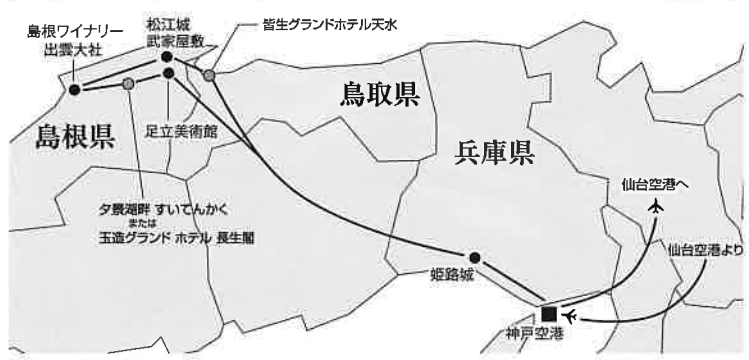 島根ワイナリー
出雲大社
松江城
武家屋敷
皆生グランドホテル天水
鳥取県
島根県
足立美術館
兵庫県
夕景湖畔 すいてんかく
または
玉造グランド ホテル 長生閣
仙台空港へ
仙台空港より
姫路城
神戸空港